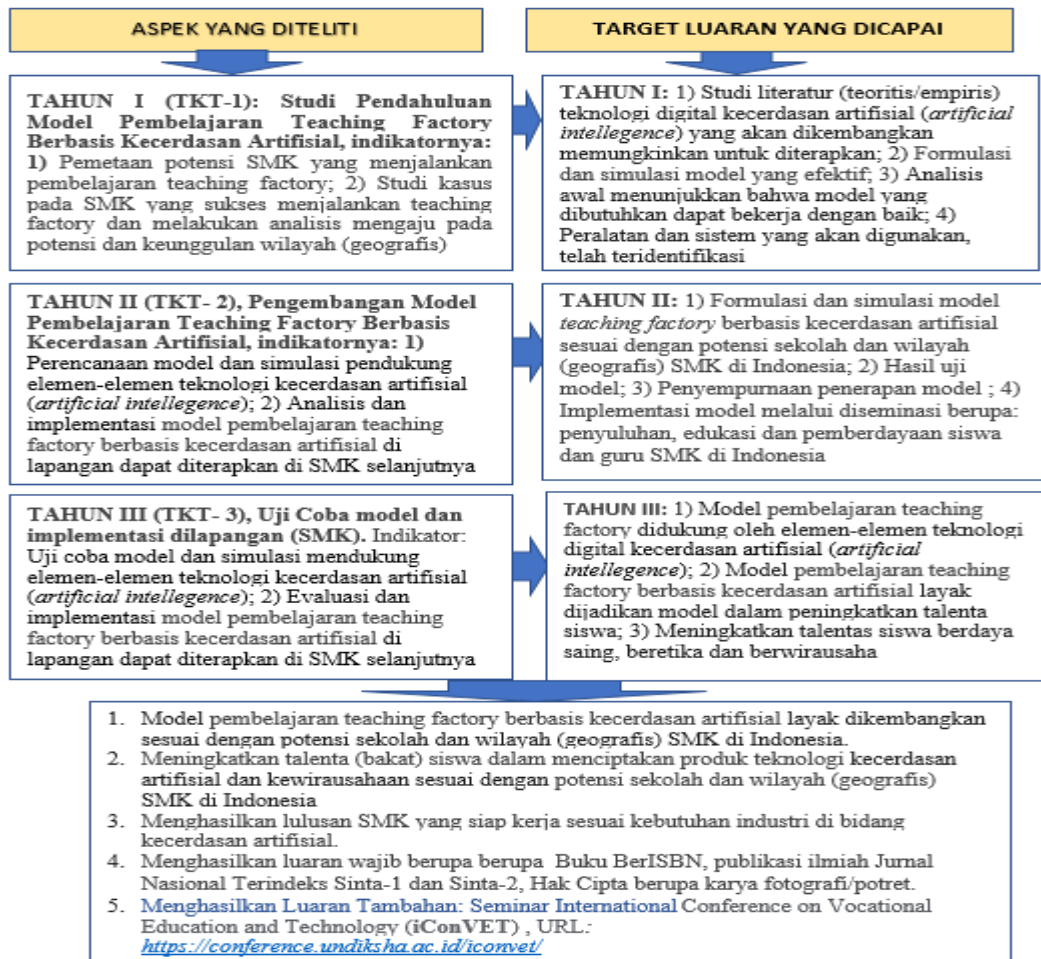 ASPEK YANG DITELITI
TARGET LUARAN YANG DICAPAI
TAHUN I (TKT-1): Studi Pendahuluan
Model Pembelajaran Teaching Factory
Berbasis Kecerdasan Artifisial, indikatornya:
1) Pemetaan potensi SMK yang menjalankan
pembelajaran teaching factory; 2) Studi kasus
pada SMK yang sukses menjalankan teaching
factory dan melakukan analisis mengaju pada
potensi dan keunggulan wilayah (geografis)
TAHUN I: 1) Studi literatur (teoritis/empiris)
teknologi digital kecerdasan artifisial (artificial
intellegence) yang akan dikembangkan
memungkinkan untuk diterapkan; 2) Formulasi
dan simulasi model yang efektif; 3) Analisis
awal menunjukkan bahwa model yang
dibutuhkan dapat bekerja dengan baik; 4)
Peralatan dan sistem yang akan digunakan,
telah teridentifikasi
TAHUN II (TKT- 2), Pengembangan Model
Pembelajaran Teaching Factory Berbasis
Kecerdasan Artifisial, indikatornya: 1)
Perencanaan model dan simulasi pendukung
elemen-elemen teknologi kecerdasan artifisial
(artificial intellegence); 2) Analisis dan
implementasi model pembelajaran teaching
factory berbasis kecerdasan artifisial di
lapangan dapat diterapkan di SMK selanjutnya
TAHUN II: 1) Formulasi dan simulasi model
teaching factory berbasis kecerdasan artifisial
sesuai dengan potensi sekolah dan wilayah
(geografis) SMK di Indonesia; 2) Hasil uji
model; 3) Penyempurnaan penerapan model ; 4)
Implementasi model melalui diseminasi berupa:
penyuluhan, edukasi dan pemberdayaan siswa
dan guru SMK di Indonesia
TAHUN III (TKT- 3), Uji Coba model dan
implementasi dilapangan (SMK). Indikator:
Uji coba model dan simulasi mendukung
elemen-elemen teknologi kecerdasan artifisial
(artificial intellegence); 2) Evaluasi dan
implementasi model pembelajaran teaching
factory berbasis kecerdasan artifisial di
lapangan dapat diterapkan di SMK selanjutnya
TAHUN III: 1) Model pembelajaran teaching
factory didukung oleh elemen-elemen teknologi
digital kecerdasan artifisial (artificial
intellegence); 2) Model pembelajaran teaching
factory berbasis kecerdasan artifisial layak
dijadikan model dalam peningkatkan talenta
siswa; 3) Meningkatkan talentas siswa berdaya
saing, beretika dan berwirausaha
1. Model pembelajaran teaching factory berbasis kecerdasan artifisial layak dikembangkan
sesuai dengan potensi sekolah dan wilayah (geografis) SMK di Indonesia.
2. Meningkatkan talenta (bakat) siswa dalam menciptakan produk teknologi kecerdasan
artifisial dan kewirausahaan sesuai dengan potensi sekolah dan wilayah (geografis)
SMK di Indonesia
3. Menghasilkan lulusan SMK yang siap kerja sesuai kebutuhan industri di bidang
kecerdasan artifisial.
4. Menghasilkan luaran wajib berupa berupa Buku BerISBN, publikasi ilmiah Jurnal
Nasional Terindeks Sinta-1 dan Sinta-2, Hak Cipta berupa karya fotografi/potret.
5. Menghasilkan Luaran Tambahan: Seminar International Conference on Vocational
Education and Technology (iConVET) , URL:
https://conference.undiksha.ac.id/iconvet/